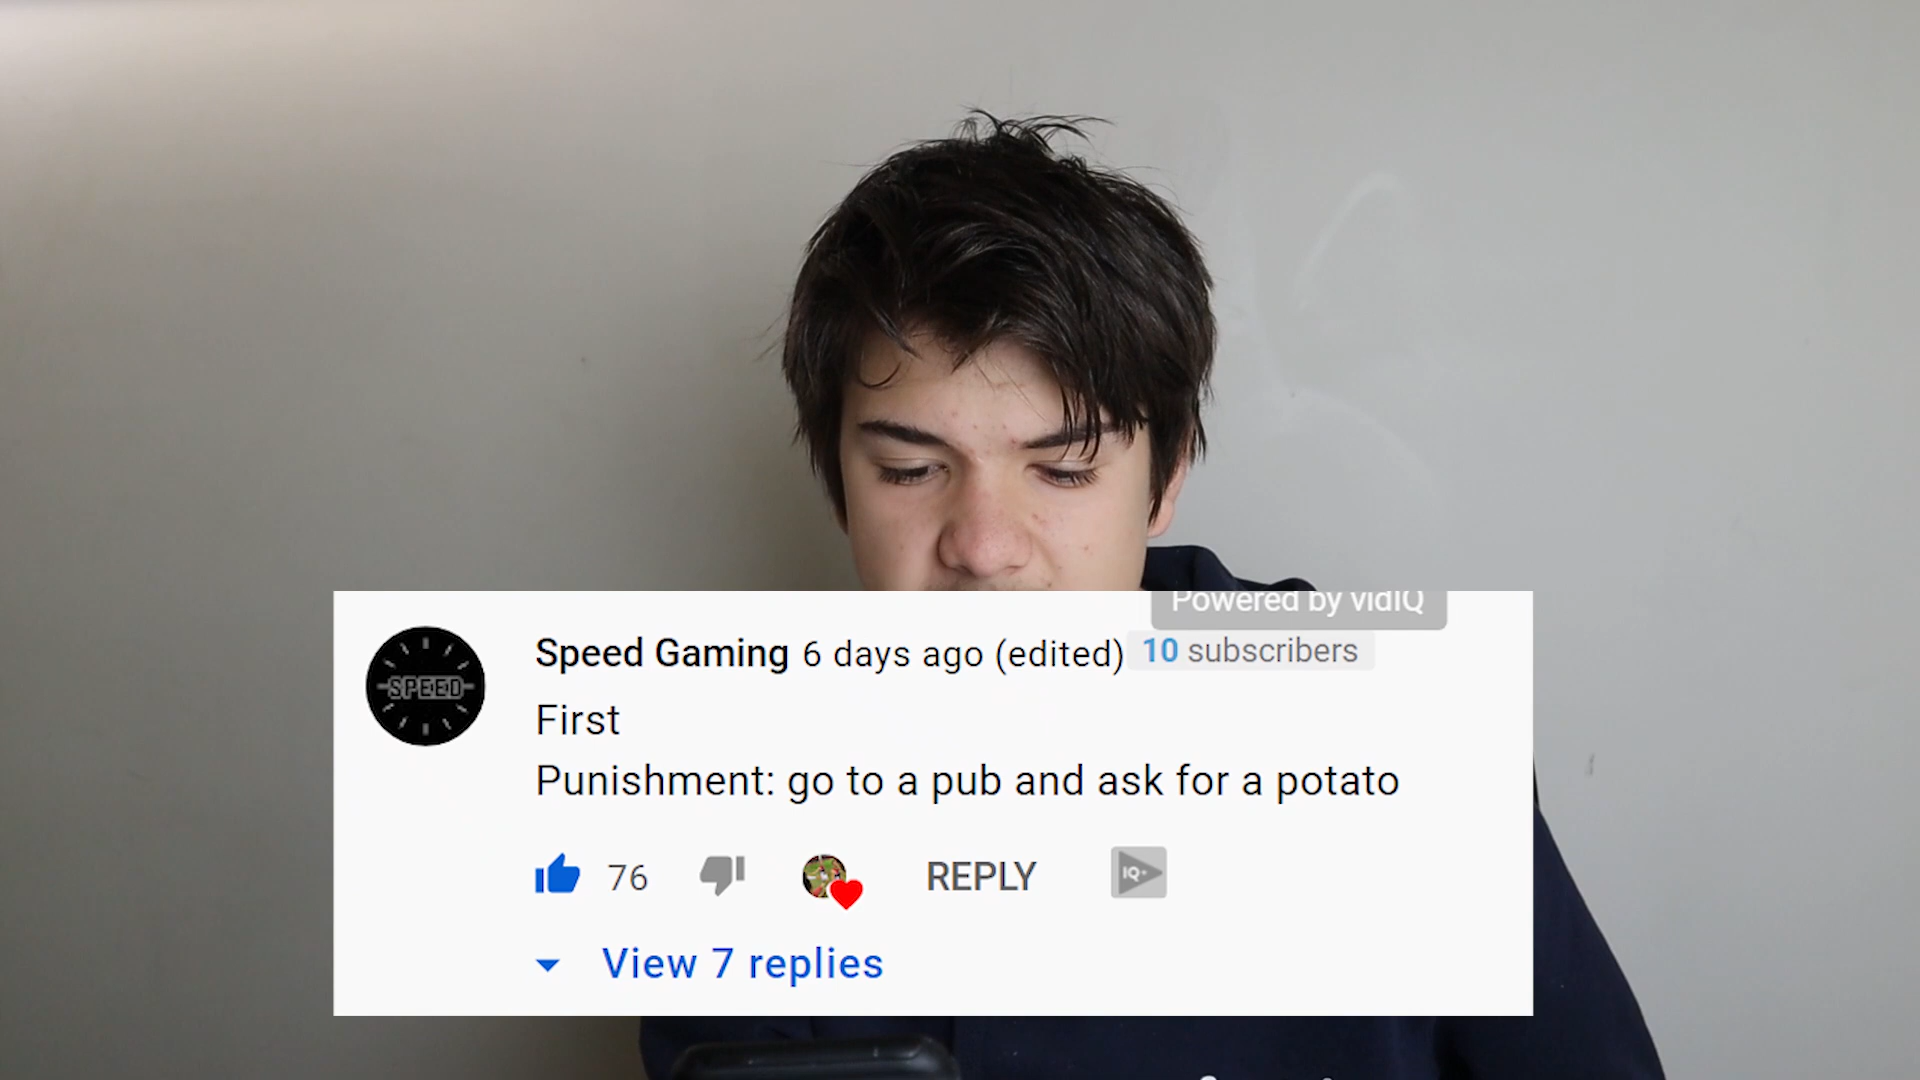 Powered by vidIQ
SPEED
Speed Gaming 6 days ago (edited) 10 subscribers
First
Punishment: go to a pub and ask for a potato
76 REPLY IQ+
View 7 replies